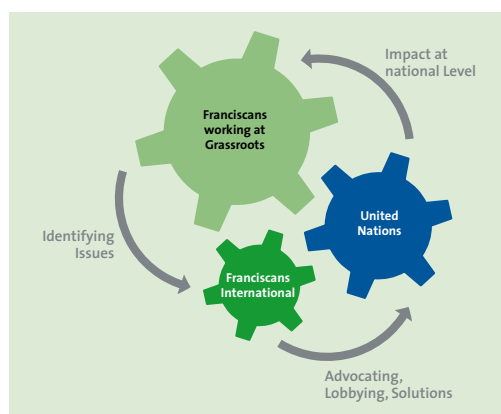 Impact at
national Level
Franciscans
working at
Grassroots
United
Nations
Identifying
Issues
Franciscans
International
Advocating,
Lobbying, Solutions